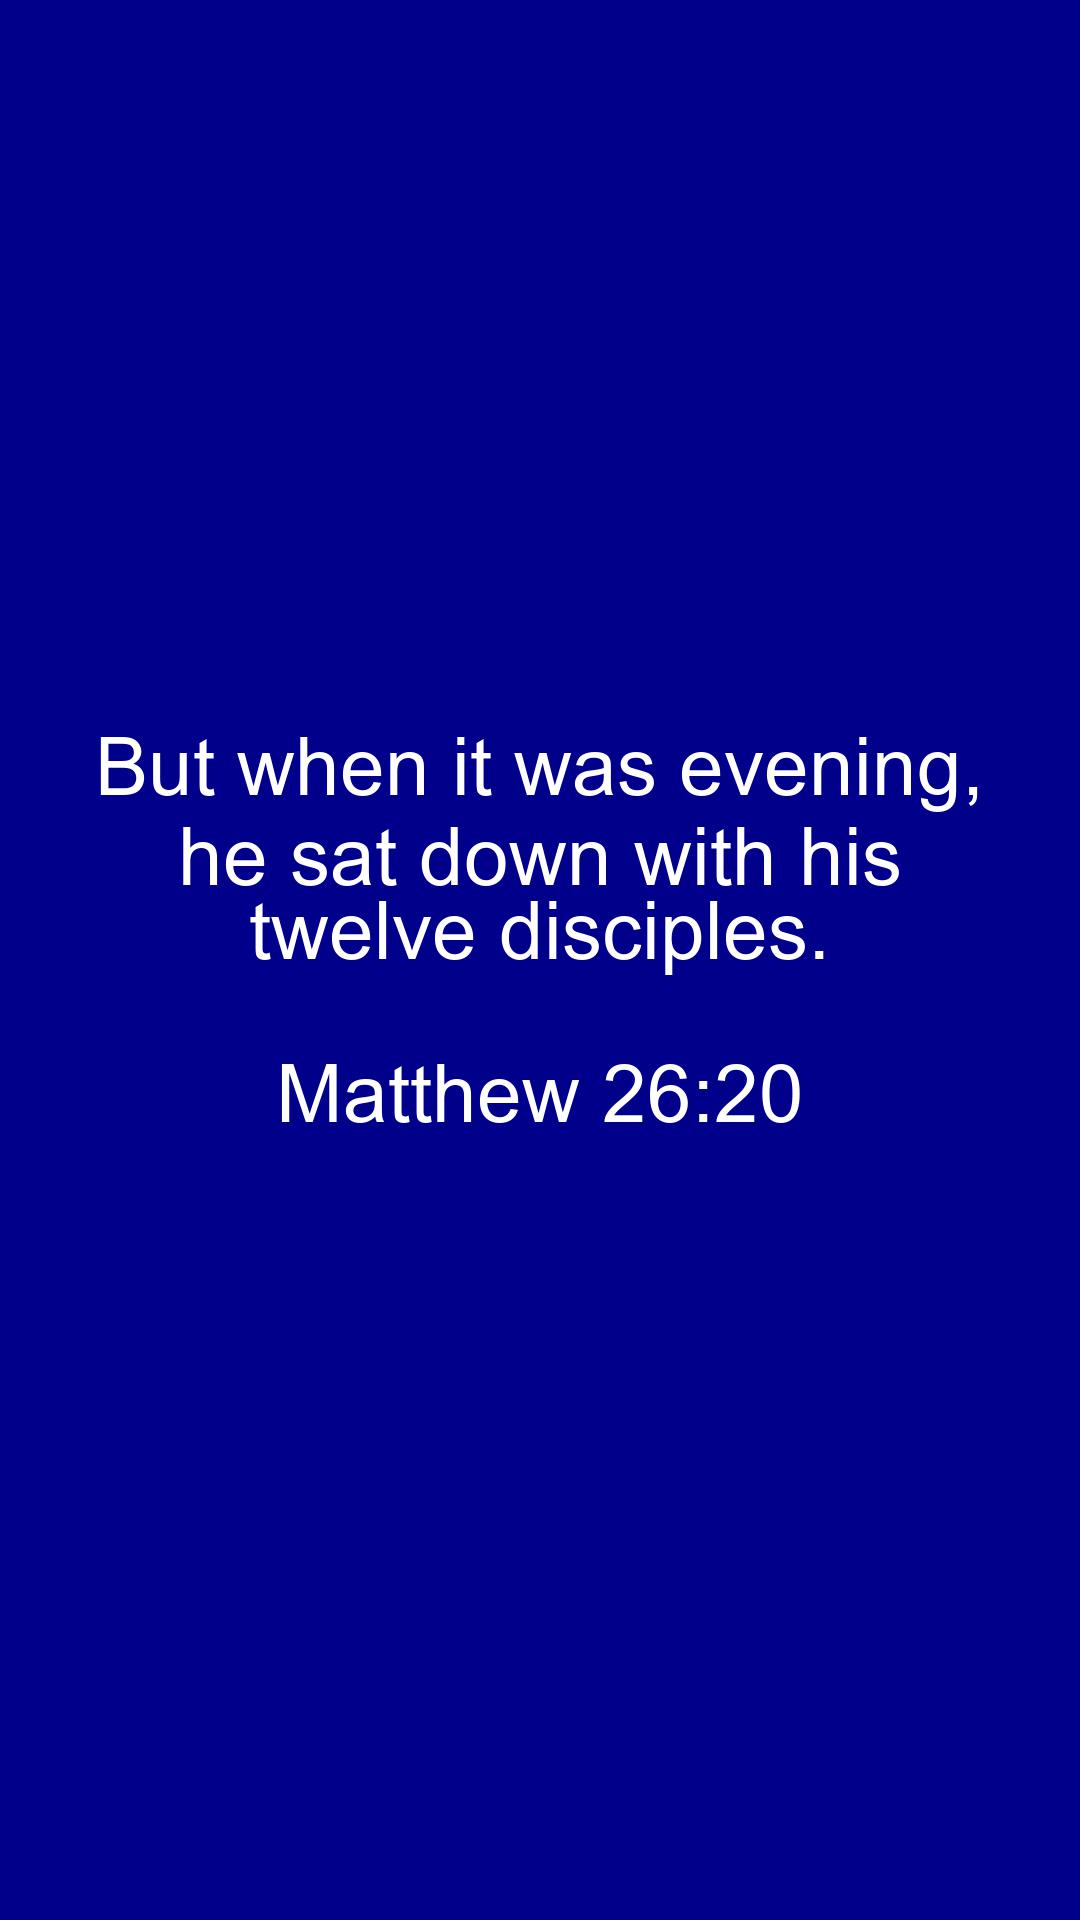 But when it was evening,
he sat down with his
twelve disciples.
Matthew 26:20